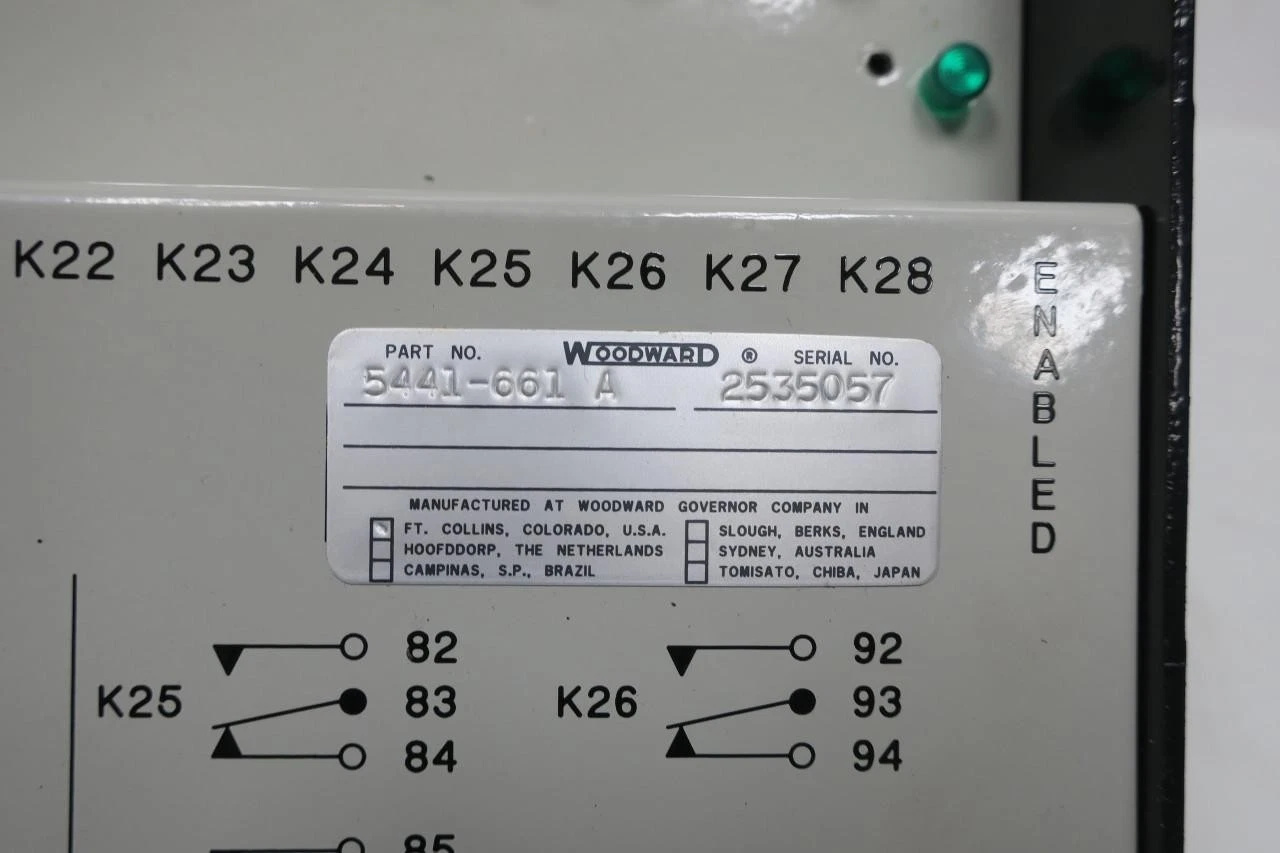 K22 K23 K24 K25 K26 K27 K28
ENABLED
PART NO. WOODWARD ® SERIAL NO.
5441-661 A 2535057
MANUFACTURED AT WOODWARD GOVERNOR COMPANY IN
FT. COLLINS, COLORADO, U.S.A. SLOUGH, BERKS, ENGLAND
HOOFDDORP, THE NETHERLANDS SYDNEY, AUSTRALIA
CAMPINAS, S.P., BRAZIL TOMISATO, CHIBA, JAPAN
82 92
K25 83 K26 93
84 94
85